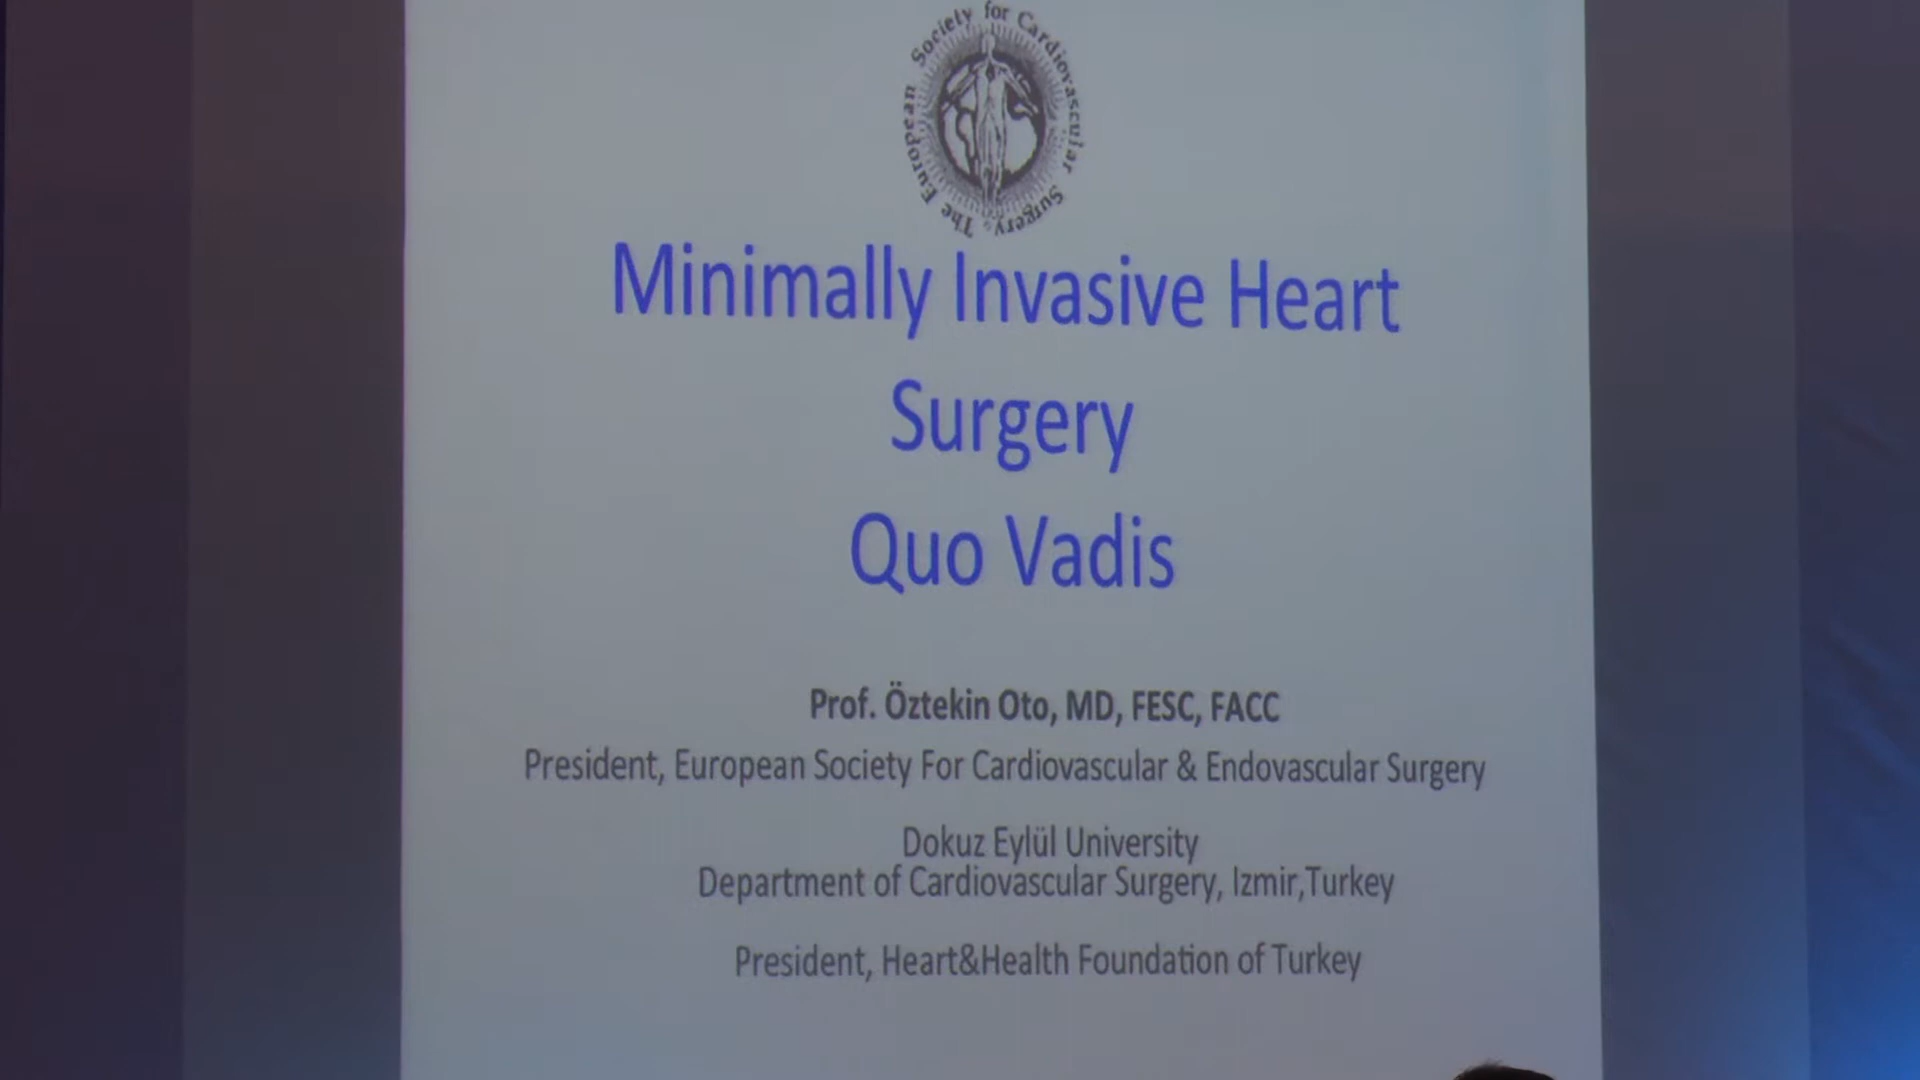 The European Society for Cardiovascular Surgery
Minimally Invasive Heart
Surgery
Quo Vadis
Prof. Öztekin Oto, MD, FESC, FACC
President, European Society For Cardiovascular & Endovascular Surgery
Dokuz Eylül University
Department of Cardiovascular Surgery, Izmir,Turkey
President, Heart&Health Foundation of Turkey